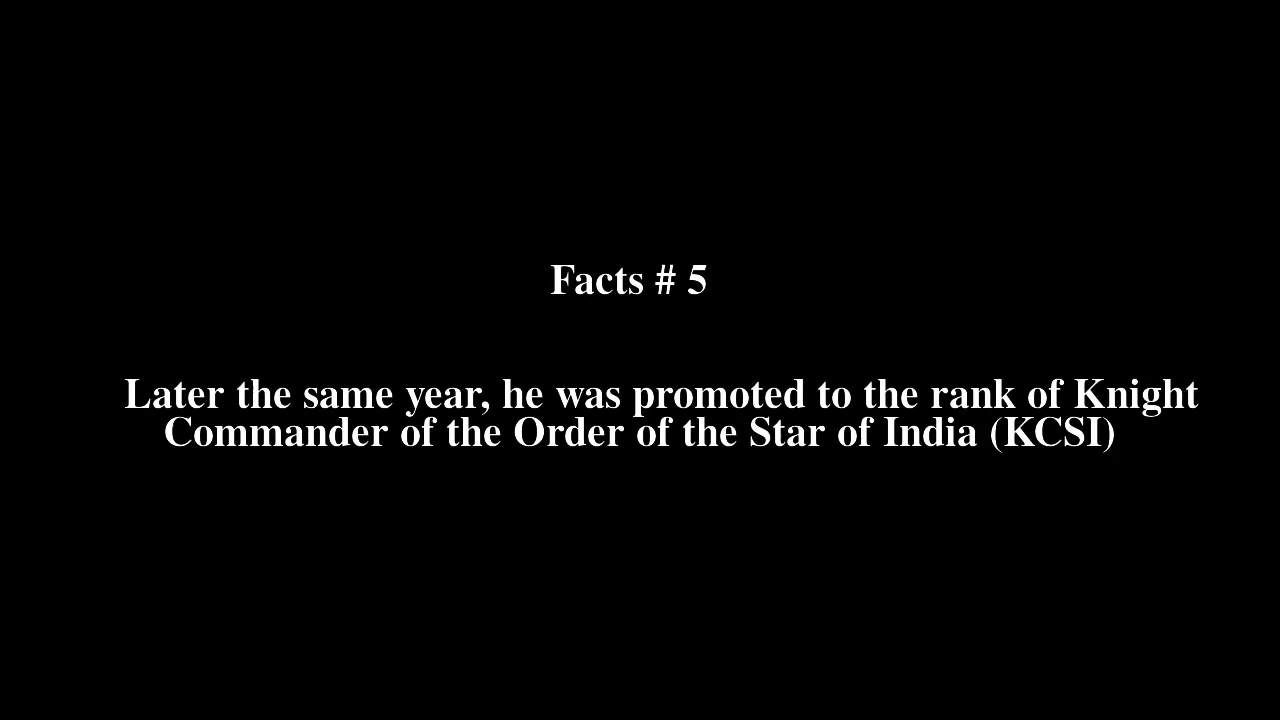 Facts # 5
Later the same year, he was promoted to the rank of Knight
Commander of the Order of the Star of India (KCSI)